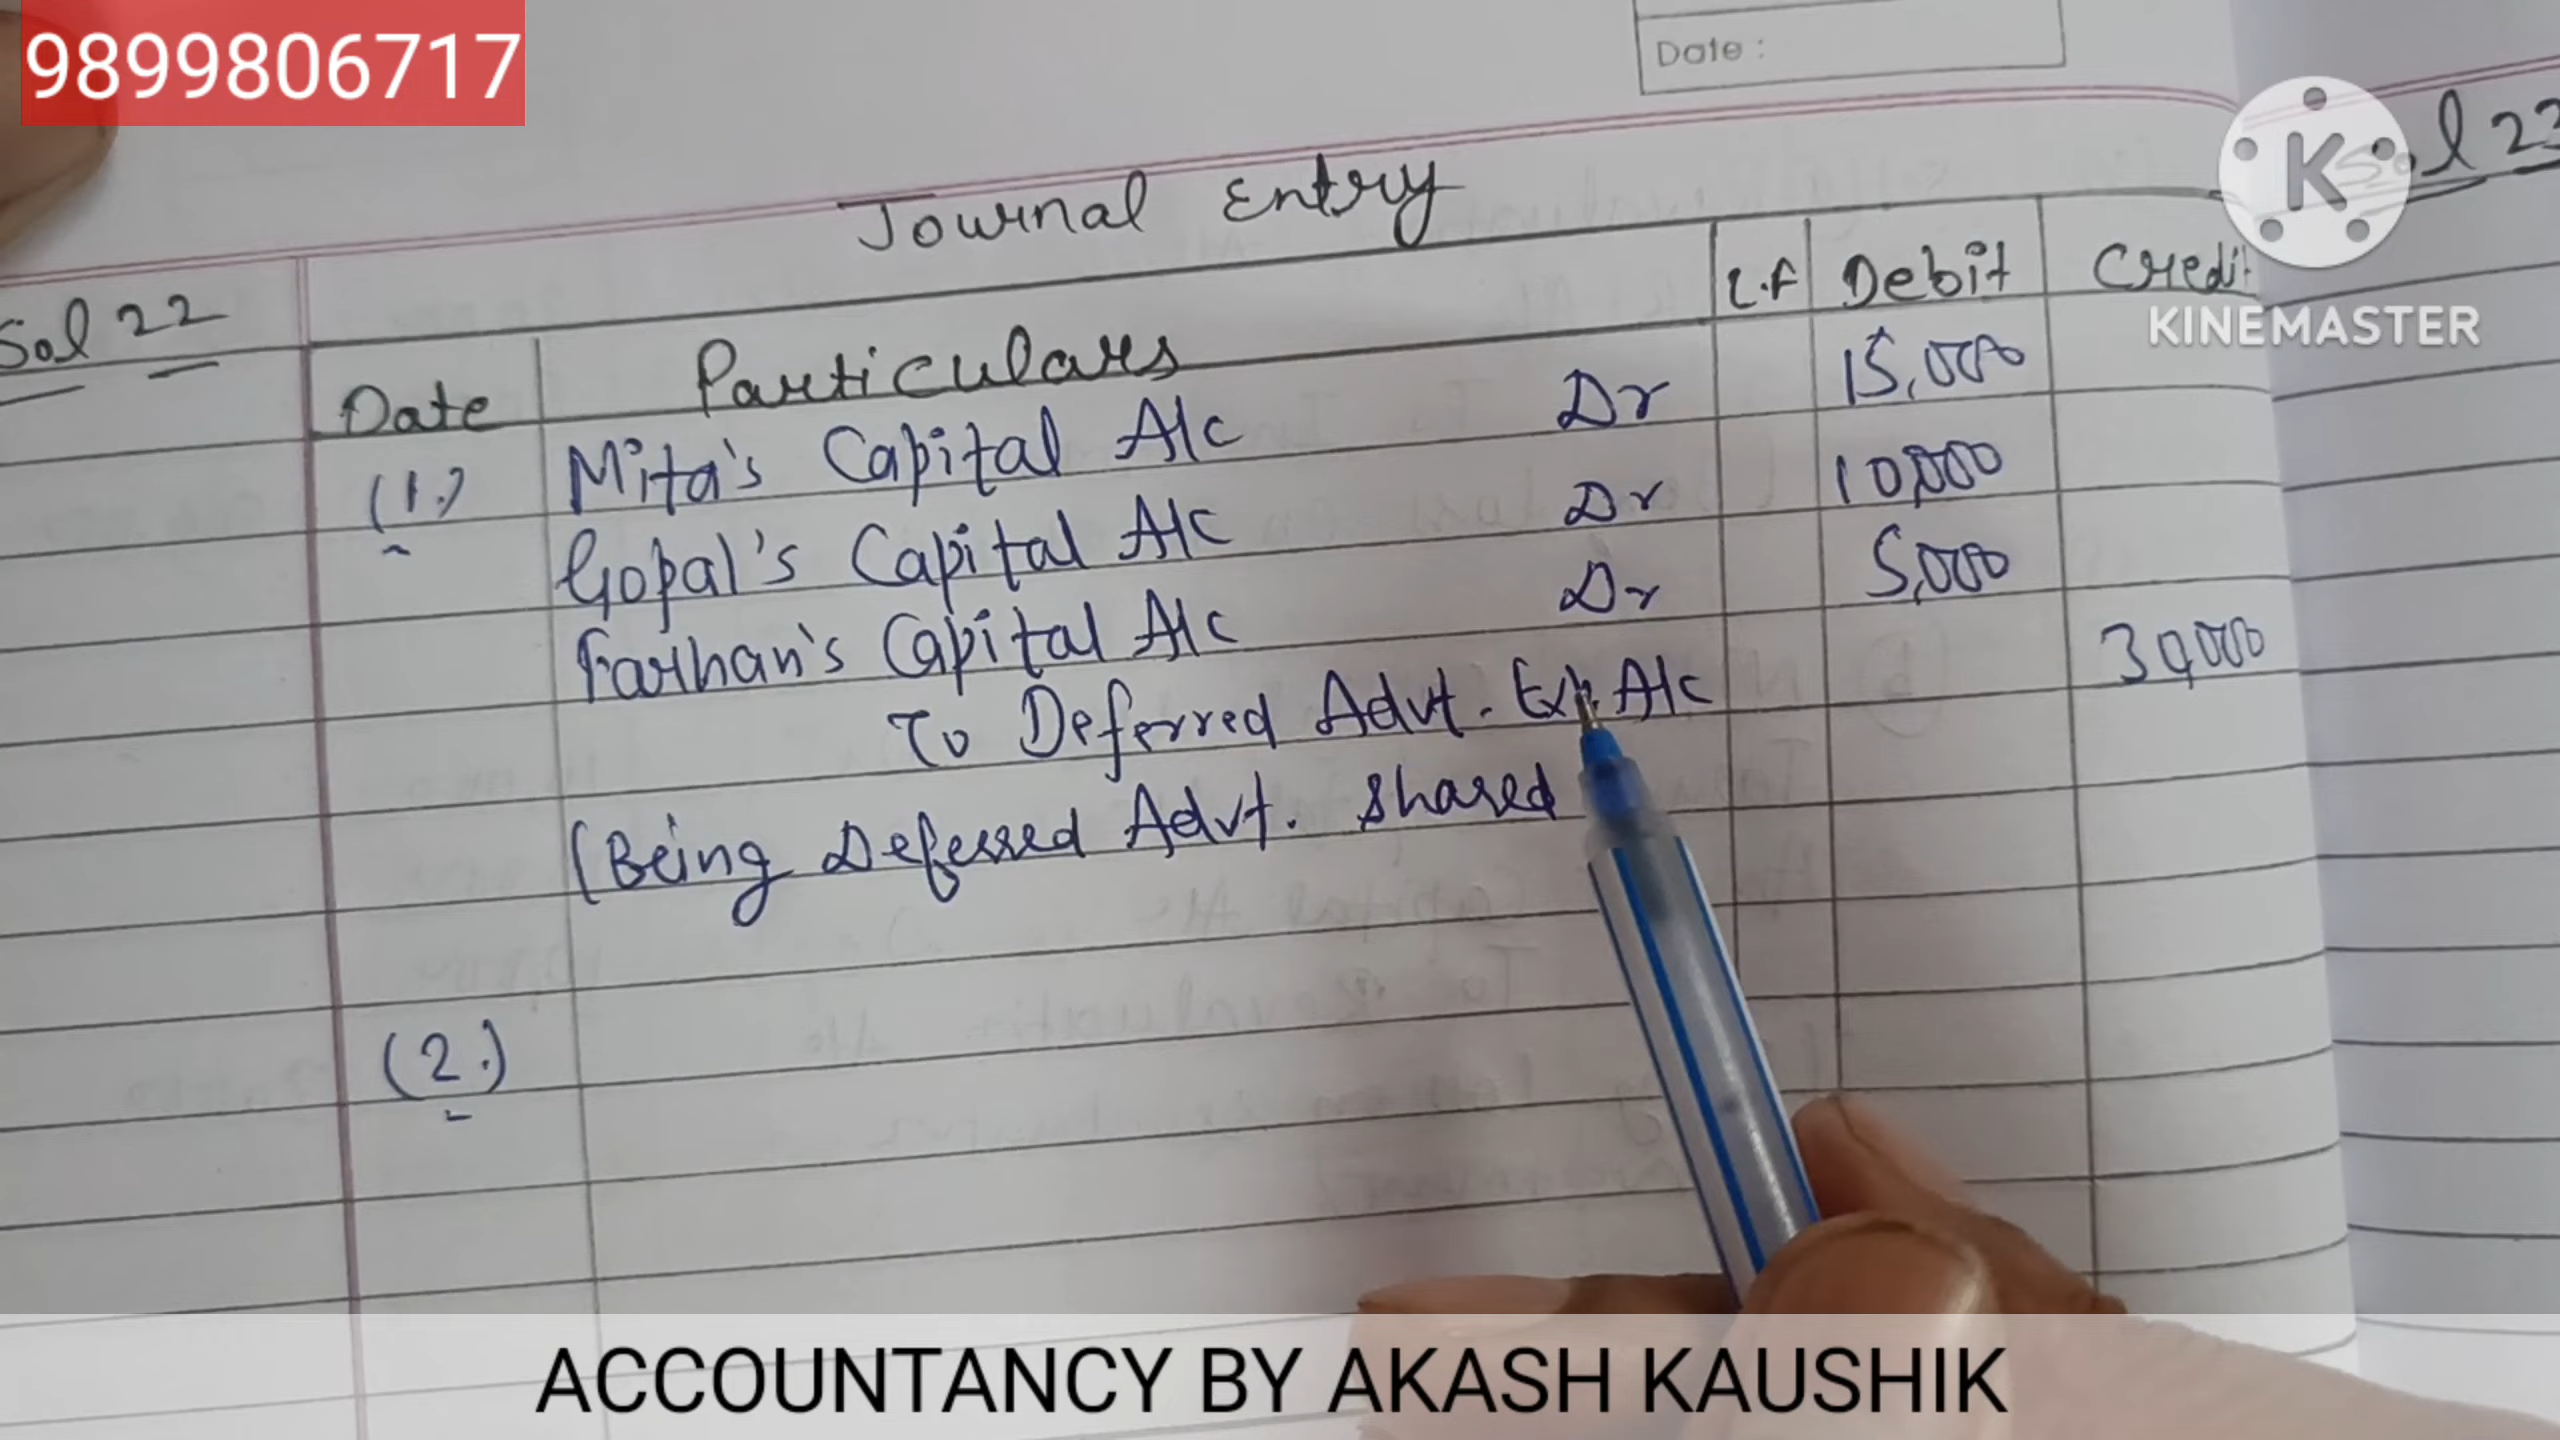 9899806717
Date :
Sol 23
Journal Entry
Sol 22
Date Particulars L.F Debit Credit
(1.) Mita's Capital A/c Dr 15,000
Gopal's Capital A/c Dr 10,000
Farhan's Capital A/c Dr 5,000
To Deferred Advt. Exp. A/c 30,000
(Being Deferred Advt. shared
(2.)
K
KINEMASTER
ACCOUNTANCY BY AKASH KAUSHIK